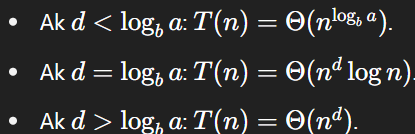 • Ak d < log_b a: T(n) = Θ(n^{log_b a}).
• Ak d = log_b a: T(n) = Θ(n^d log n).
• Ak d > log_b a: T(n) = Θ(n^d).